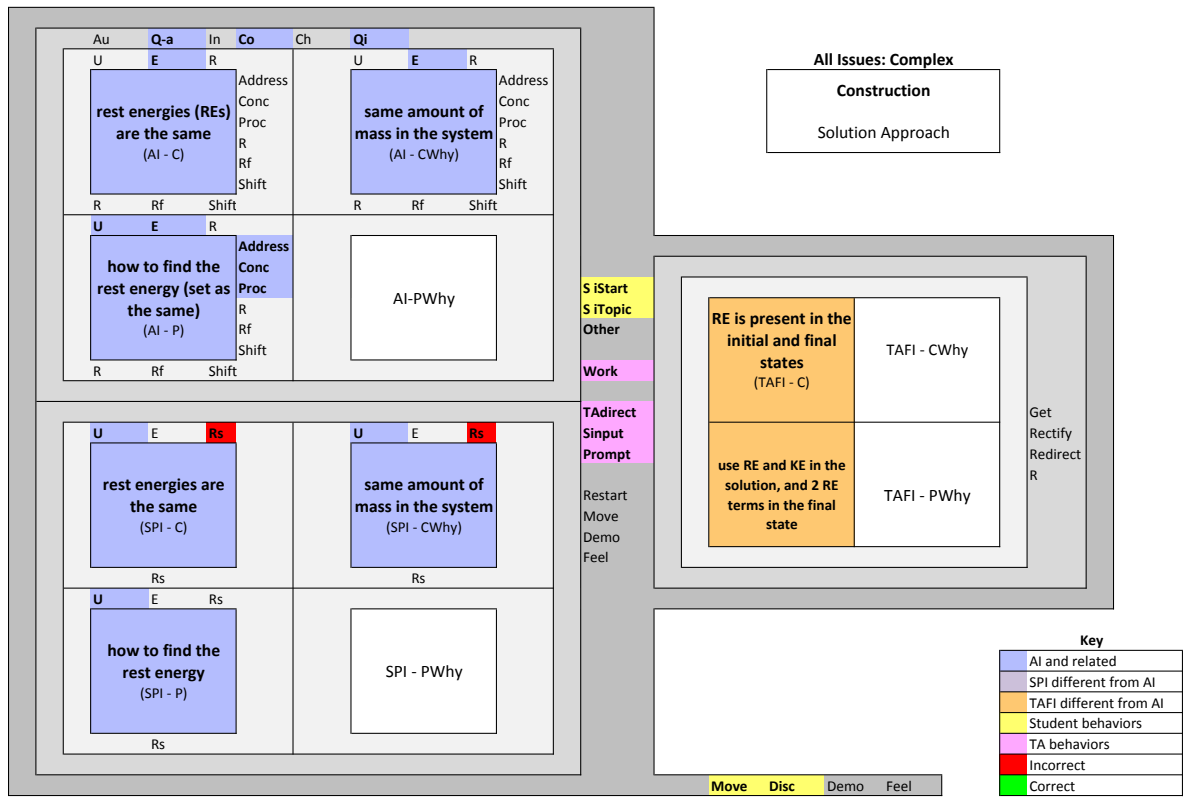 Au Q-a In Co Ch Qi
U E R
U E R
rest energies (REs)
are the same
(AI - C)
Address
Conc
Proc
R
Rf
Shift
R Rf Shift
same amount of
mass in the system
(AI - CWhy)
Address
Conc
Proc
R
Rf
Shift
R Rf Shift
U E R
how to find the
rest energy (set as
the same)
(AI - P)
Address
Conc
Proc
R
Rf
Shift
R Rf Shift
AI-PWhy
U E Rs
rest energies are
the same
(SPI - C)
Rs
U E Rs
same amount of
mass in the system
(SPI - CWhy)
Rs
U E Rs
how to find the
rest energy
(SPI - P)
Rs
SPI - PWhy
S iStart
S iTopic
Other
Work
TAdirect
Sinput
Prompt
Restart
Move
Demo
Feel
All Issues: Complex
Construction
Solution Approach
RE is present in the
initial and final
states
(TAFI - C)
TAFI - CWhy
use RE and KE in the
solution, and 2 RE
terms in the final
state
TAFI - PWhy
Get
Rectify
Redirect
R
Key
AI and related
SPI different from AI
TAFI different from AI
Student behaviors
TA behaviors
Incorrect
Correct
Move Disc Demo Feel